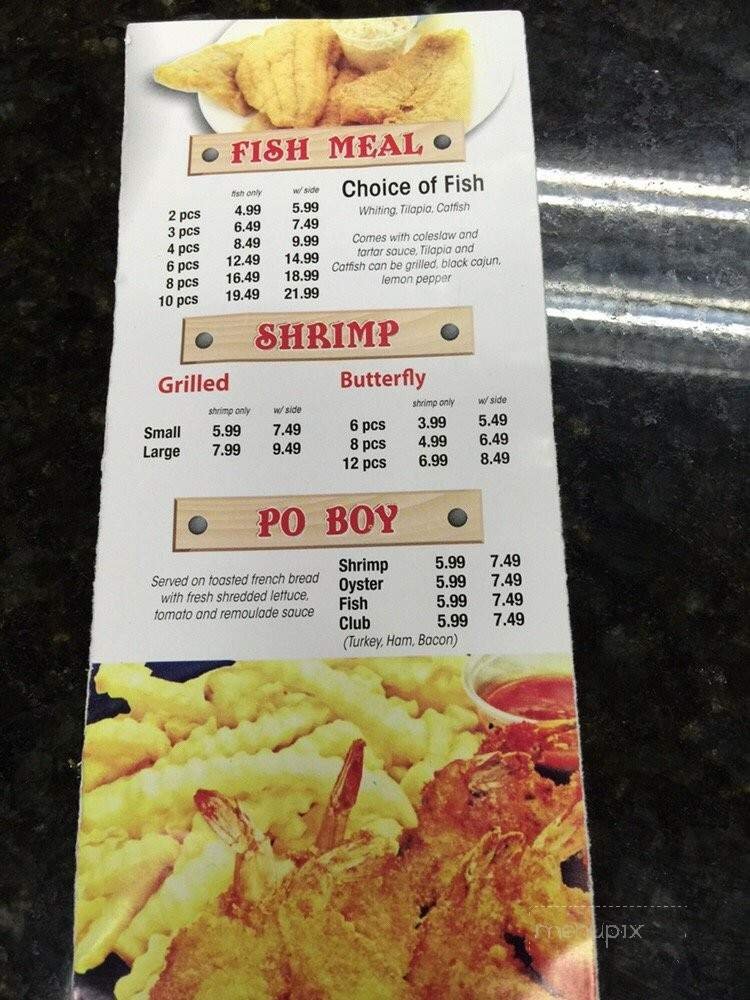 FISH MEAL
fish only w/ side
2 pcs 4.99 5.99
3 pcs 6.49 7.49
4 pcs 8.49 9.99
6 pcs 12.49 14.99
8 pcs 16.49 18.99
10 pcs 19.49 21.99
Choice of Fish
Whiting, Tilapia, Catfish
Comes with coleslaw and
tartar sauce, Tilapia and
Catfish can be grilled, black cajun,
lemon pepper
SHRIMP
Grilled
shrimp only w/ side
Small 5.99 7.49
Large 7.99 9.49
Butterfly
shrimp only w/ side
6 pcs 3.99 5.49
8 pcs 4.99 6.49
12 pcs 6.99 8.49
PO BOY
Served on toasted french bread
with fresh shredded lettuce,
tomato and remoulade sauce
Shrimp 5.99 7.49
Oyster 5.99 7.49
Fish 5.99 7.49
Club 5.99 7.49
(Turkey, Ham, Bacon)
menupix